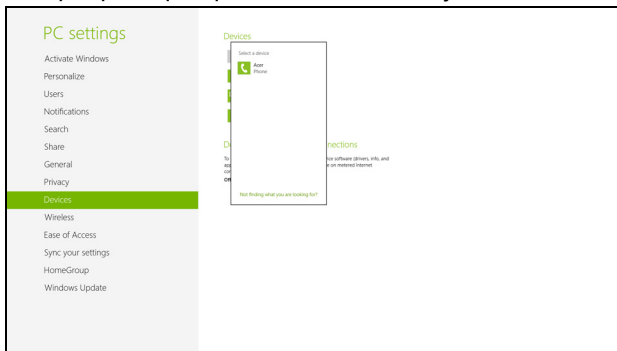 PC settings
Activate Windows
Personalize
Users
Notifications
Search
Share
General
Privacy
Devices
Wireless
Ease of Access
Sync your settings
HomeGroup
Windows Update
Devices
Select a device
Acer
Phone
nections
ice software (drivers, info, and
e on metered Internet
Not finding what you are looking for?